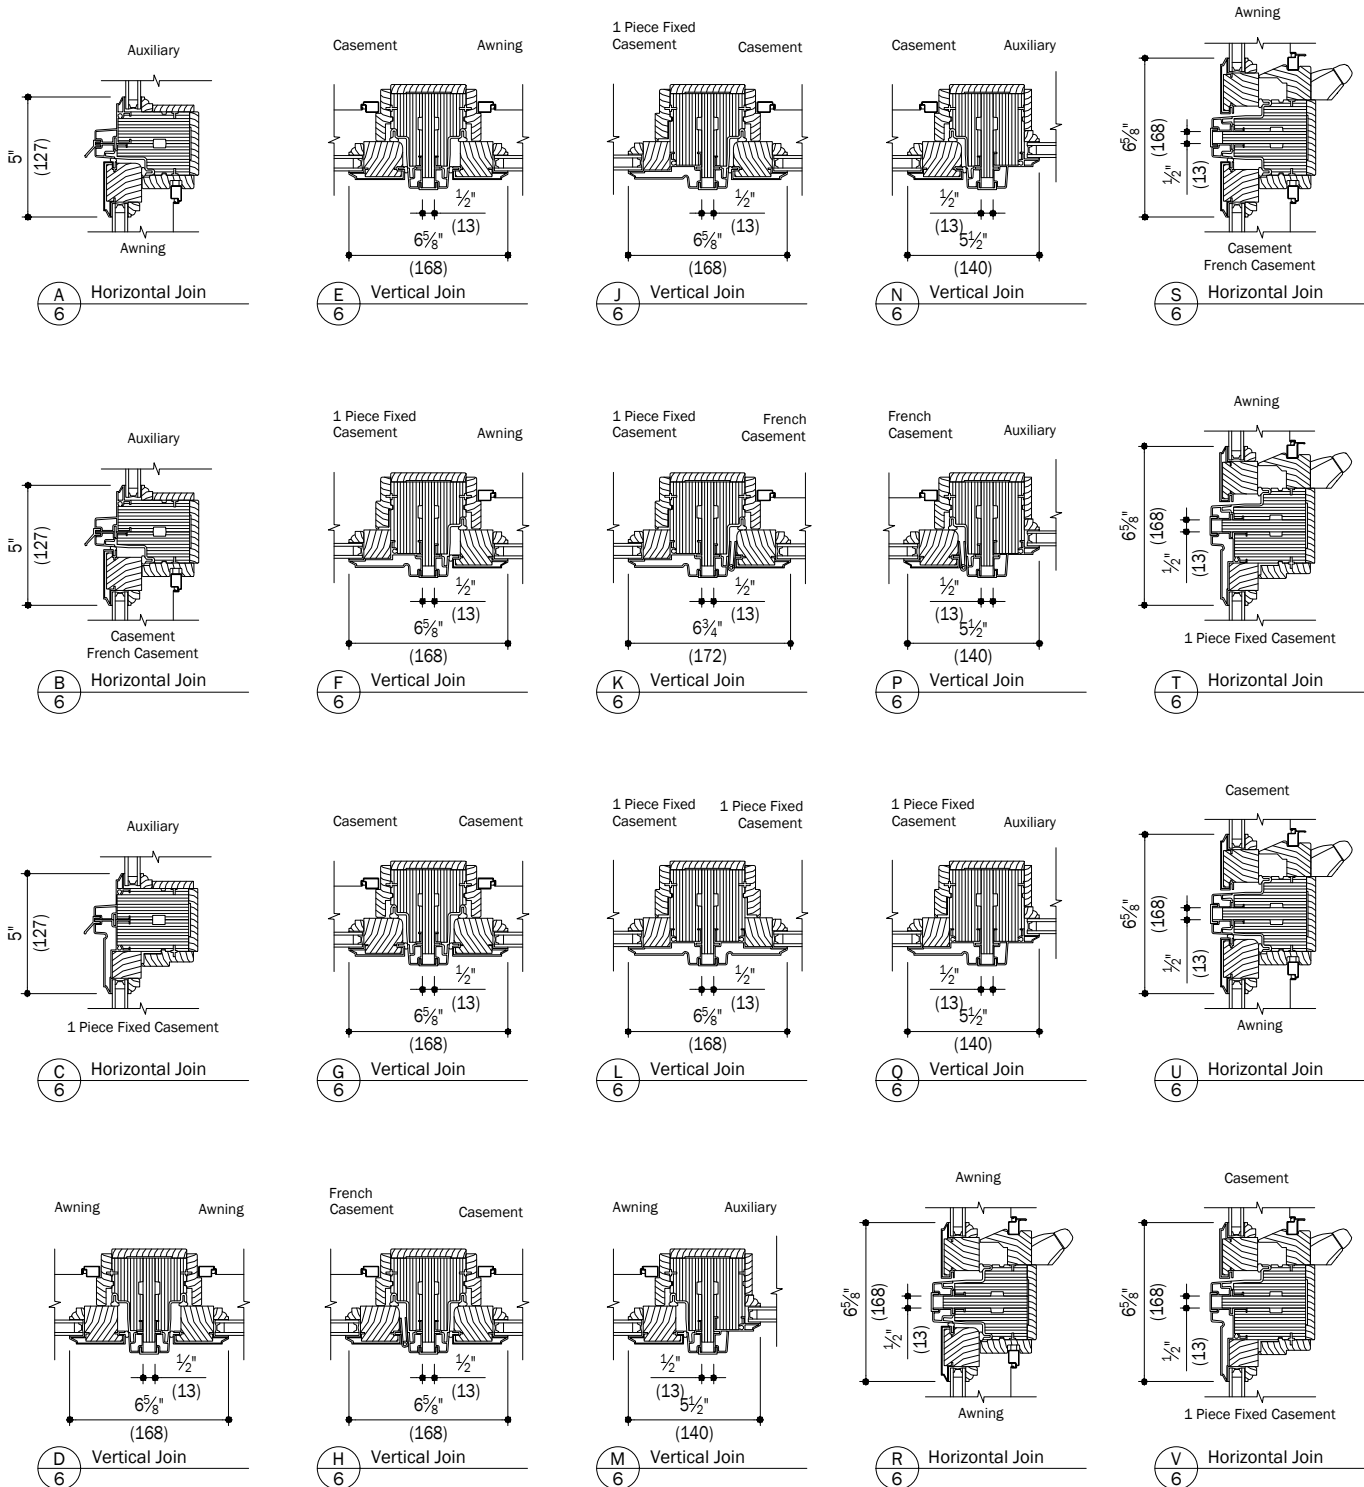 Auxiliary
5"
(127)
Awning
A
6
Horizontal Join
Casement
Awning
½"
(13)
6⅝"
(168)
E
6
Vertical Join
1 Piece Fixed
Casement
Casement
½"
(13)
6⅝"
(168)
J
6
Vertical Join
Casement
Auxiliary
½"
(13)
5½"
(140)
N
6
Vertical Join
Awning
6⅝"
(168)
½"
(13)
Casement
French Casement
S
6
Horizontal Join
Auxiliary
5"
(127)
Casement
French Casement
B
6
Horizontal Join
1 Piece Fixed
Casement
Awning
½"
(13)
6⅝"
(168)
F
6
Vertical Join
1 Piece Fixed
Casement
French
Casement
½"
(13)
6¾"
(172)
K
6
Vertical Join
French
Casement
Auxiliary
½"
(13)
5½"
(140)
P
6
Vertical Join
Awning
6⅝"
(168)
½"
(13)
1 Piece Fixed Casement
T
6
Horizontal Join
Auxiliary
5"
(127)
1 Piece Fixed Casement
C
6
Horizontal Join
Casement
Casement
½"
(13)
6⅝"
(168)
G
6
Vertical Join
1 Piece Fixed
Casement
1 Piece Fixed
Casement
½"
(13)
6⅝"
(168)
L
6
Vertical Join
1 Piece Fixed
Casement
Auxiliary
½"
(13)
5½"
(140)
Q
6
Vertical Join
Casement
6⅝"
(168)
½"
(13)
Awning
U
6
Horizontal Join
Awning
Awning
½"
(13)
6⅝"
(168)
D
6
Vertical Join
French
Casement
Casement
½"
(13)
6⅝"
(168)
H
6
Vertical Join
Awning
Auxiliary
½"
(13)
5½"
(140)
M
6
Vertical Join
Awning
6⅝"
(168)
½"
(13)
Awning
R
6
Horizontal Join
Casement
6⅝"
(168)
½"
(13)
1 Piece Fixed Casement
V
6
Horizontal Join